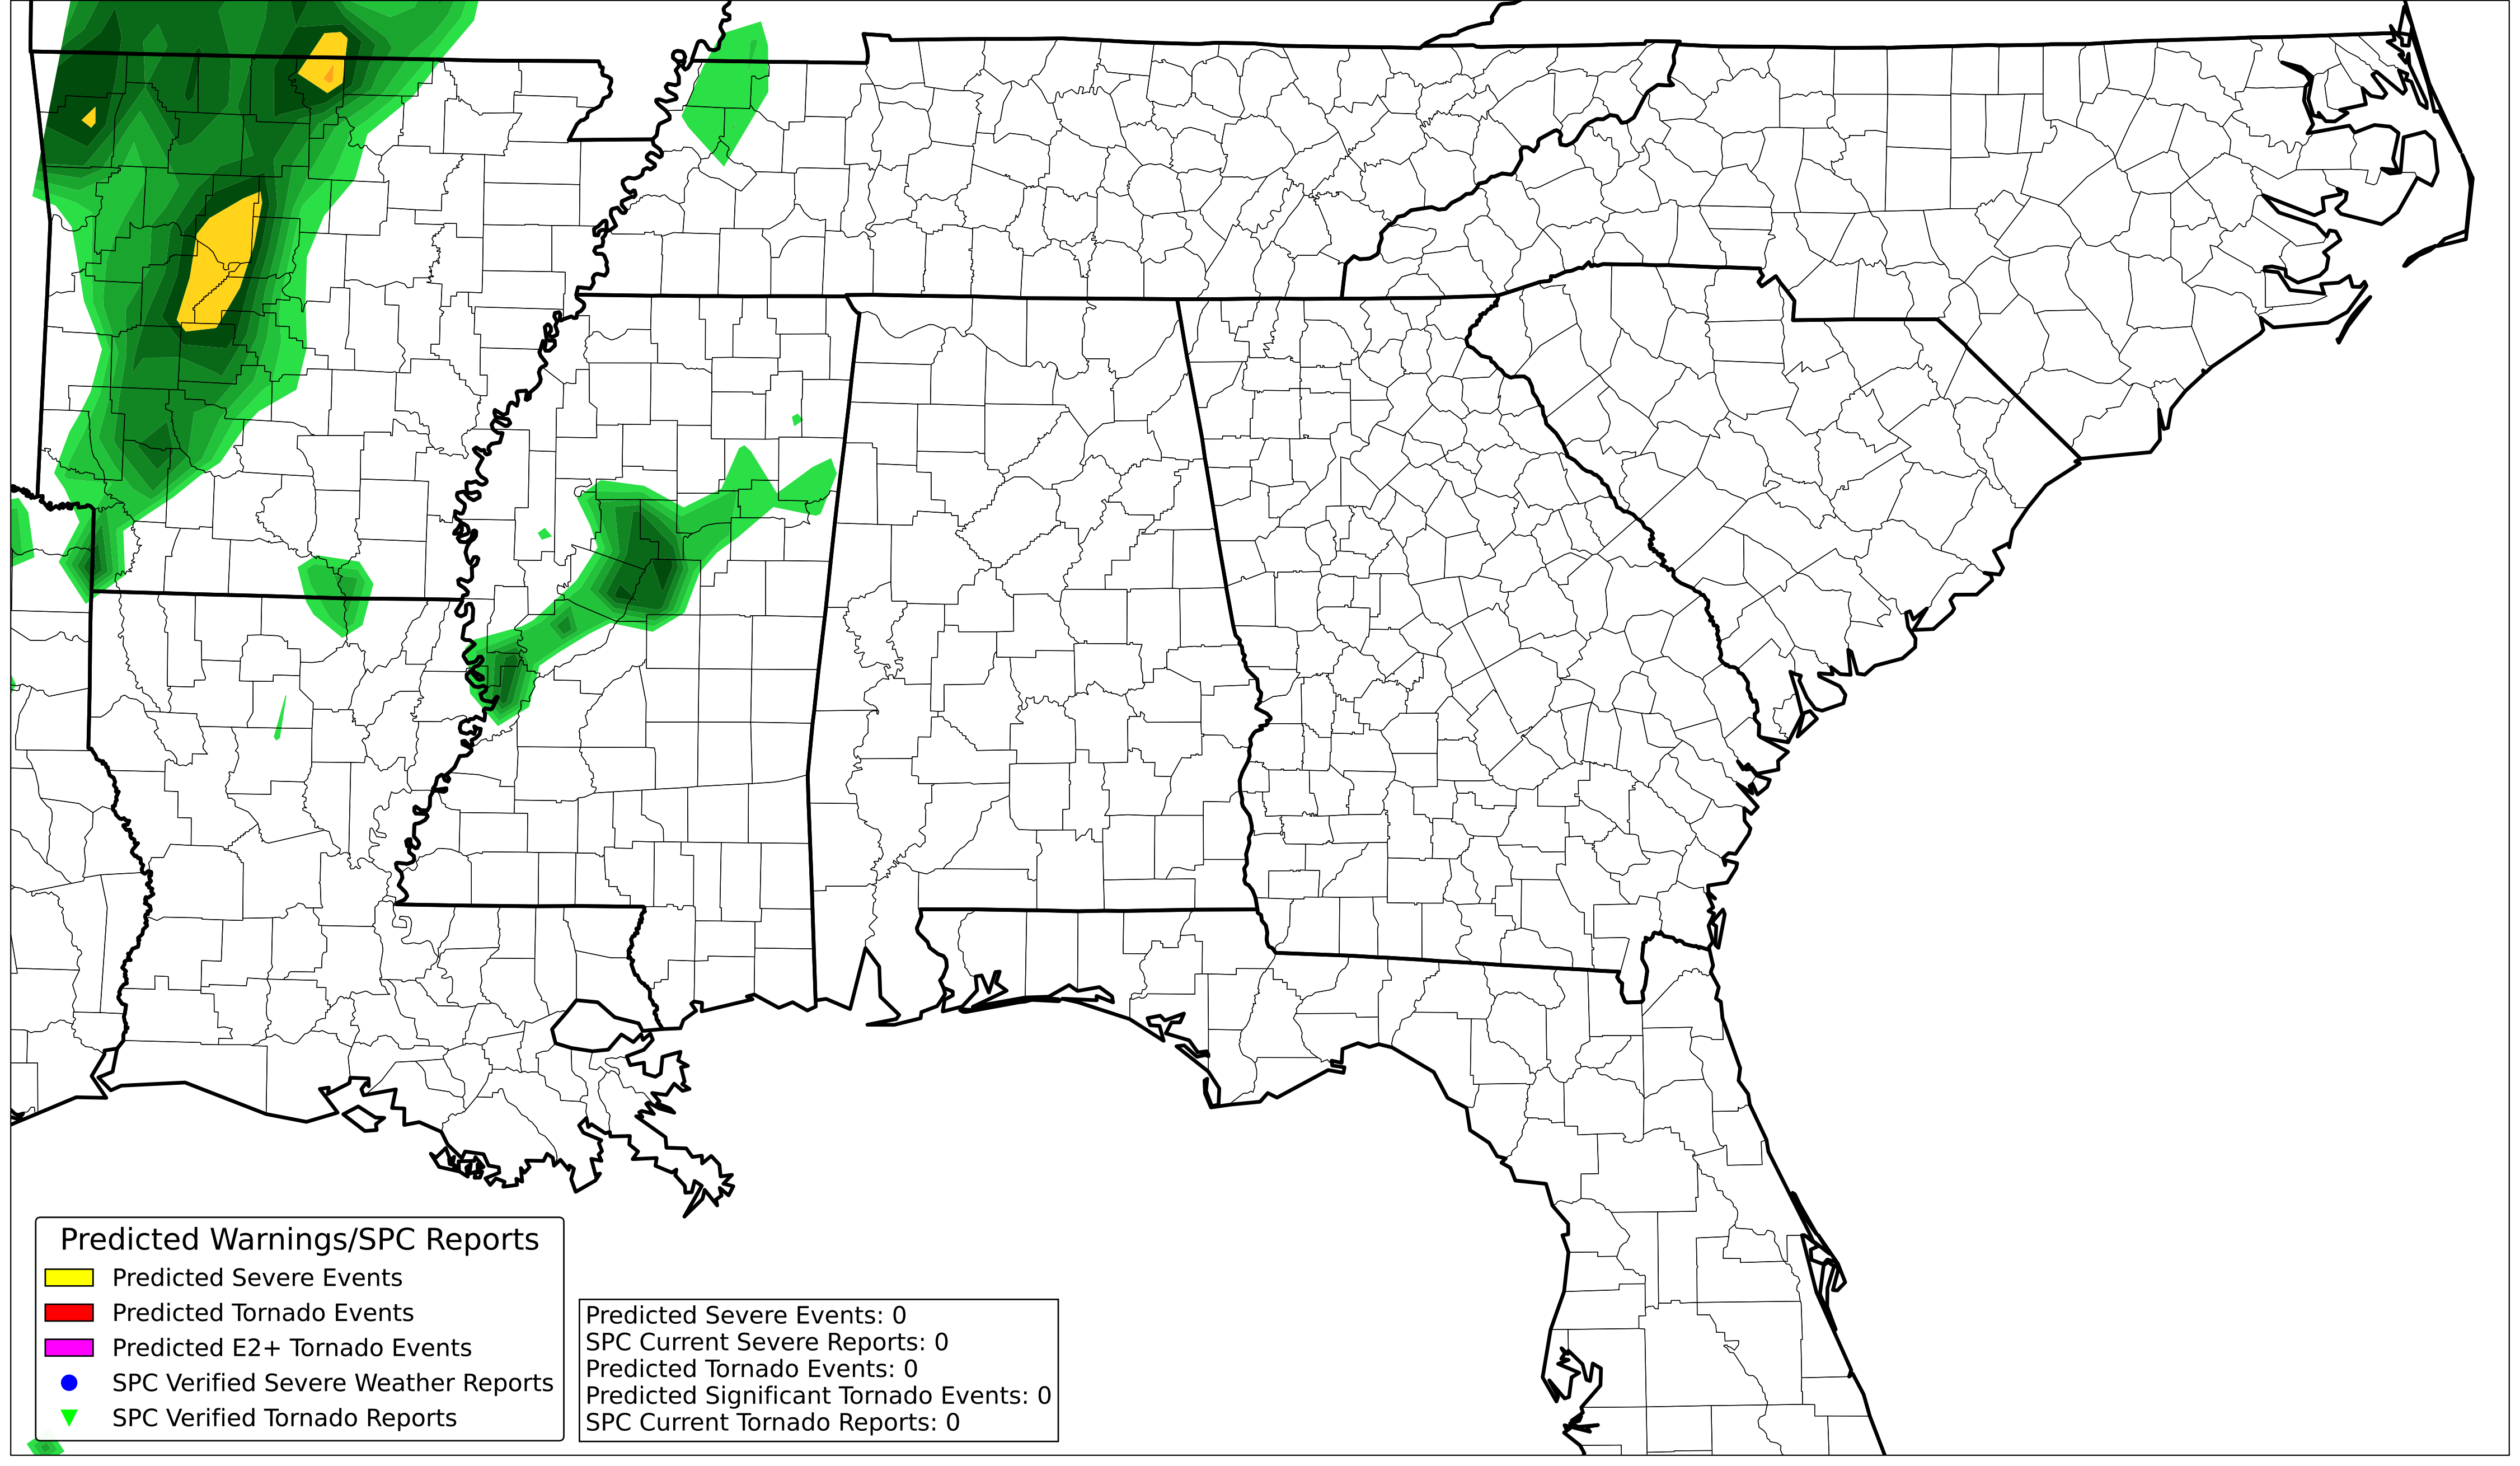 Predicted Warnings/SPC Reports
Predicted Severe Events
Predicted Tornado Events
Predicted E2+ Tornado Events
SPC Verified Severe Weather Reports
SPC Verified Tornado Reports
Predicted Severe Events: 0
SPC Current Severe Reports: 0
Predicted Tornado Events: 0
Predicted Significant Tornado Events: 0
SPC Current Tornado Reports: 0